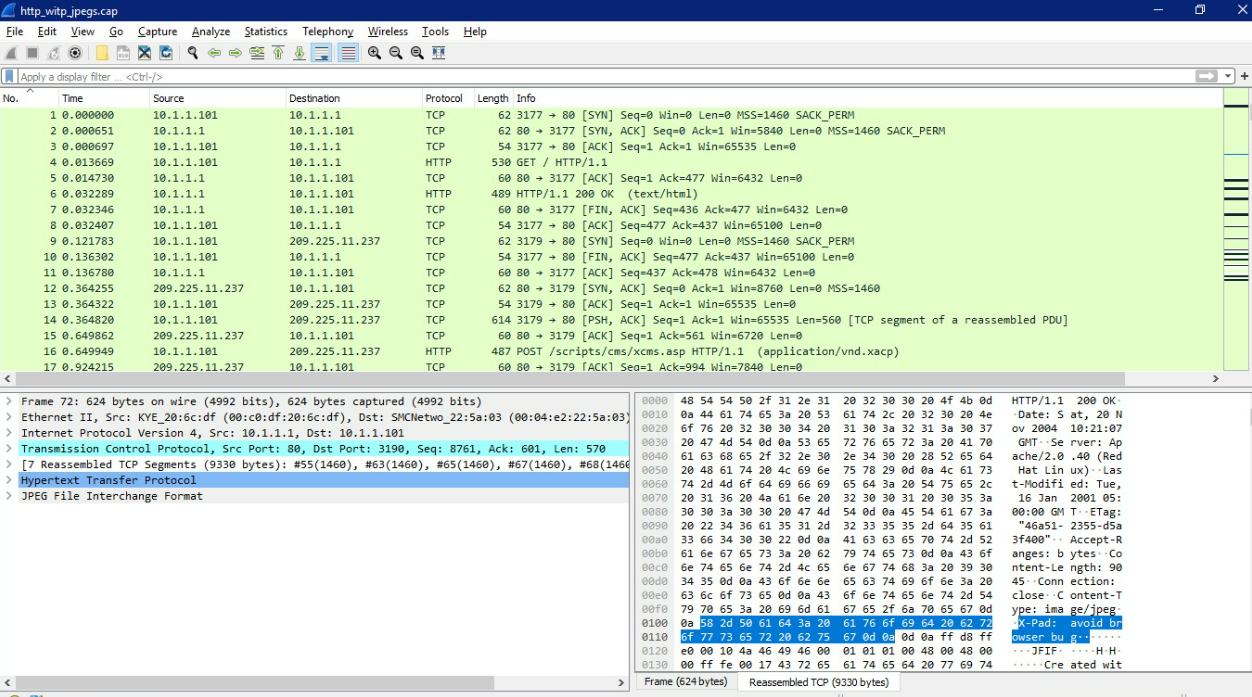 http_witp_jpegs.cap
File Edit View Go Capture Analyze Statistics Telephony Wireless Tools Help
Apply a display filter ... <Ctrl-/>
No. Time Source Destination Protocol Length Info
1 0.000000 10.1.1.101 10.1.1.1 TCP 62 3177 → 80 [SYN] Seq=0 Win=0 Len=0 MSS=1460 SACK_PERM
2 0.000651 10.1.1.1 10.1.1.101 TCP 62 80 → 3177 [SYN, ACK] Seq=0 Ack=1 Win=5840 Len=0 MSS=1460 SACK_PERM
3 0.000697 10.1.1.101 10.1.1.1 TCP 54 3177 → 80 [ACK] Seq=1 Ack=1 Win=65535 Len=0
4 0.013669 10.1.1.101 10.1.1.1 HTTP 530 GET / HTTP/1.1
5 0.014730 10.1.1.1 10.1.1.101 TCP 60 80 → 3177 [ACK] Seq=1 Ack=477 Win=6432 Len=0
6 0.032289 10.1.1.1 10.1.1.101 HTTP 489 HTTP/1.1 200 OK (text/html)
7 0.032346 10.1.1.1 10.1.1.101 TCP 60 80 → 3177 [FIN, ACK] Seq=436 Ack=477 Win=6432 Len=0
8 0.032407 10.1.1.101 10.1.1.1 TCP 54 3177 → 80 [ACK] Seq=477 Ack=437 Win=65100 Len=0
9 0.121783 10.1.1.101 209.225.11.237 TCP 62 3179 → 80 [SYN] Seq=0 Win=0 Len=0 MSS=1460 SACK_PERM
10 0.136302 10.1.1.101 10.1.1.1 TCP 54 3177 → 80 [FIN, ACK] Seq=477 Ack=437 Win=65100 Len=0
11 0.136780 10.1.1.1 10.1.1.101 TCP 60 80 → 3177 [ACK] Seq=437 Ack=478 Win=6432 Len=0
12 0.364255 209.225.11.237 10.1.1.101 TCP 62 80 → 3179 [SYN, ACK] Seq=0 Ack=1 Win=8760 Len=0 MSS=1460
13 0.364322 10.1.1.101 209.225.11.237 TCP 54 3179 → 80 [ACK] Seq=1 Ack=1 Win=65535 Len=0
14 0.364820 10.1.1.101 209.225.11.237 TCP 614 3179 → 80 [PSH, ACK] Seq=1 Ack=1 Win=65535 Len=560 [TCP segment of a reassembled PDU]
15 0.649862 209.225.11.237 10.1.1.101 TCP 60 80 → 3179 [ACK] Seq=1 Ack=561 Win=6720 Len=0
16 0.649949 10.1.1.101 209.225.11.237 HTTP 487 POST /scripts/cms/xcms.asp HTTP/1.1 (application/vnd.xacp)
17 0.924215 209.225.11.237 10.1.1.101 TCP 60 80 → 3179 [ACK] Seq=1 Ack=994 Win=7840 Len=0
Frame 72: 624 bytes on wire (4992 bits), 624 bytes captured (4992 bits)
Ethernet II, Src: KYE_20:6c:df (00:c0:df:20:6c:df), Dst: SMCNetwo_22:5a:03 (00:04:e2:22:5a:03)
Internet Protocol Version 4, Src: 10.1.1.1, Dst: 10.1.1.101
Transmission Control Protocol, Src Port: 80, Dst Port: 3190, Seq: 8761, Ack: 601, Len: 570
[7 Reassembled TCP Segments (9330 bytes): #55(1460), #63(1460), #65(1460), #67(1460), #68(1460
Hypertext Transfer Protocol
JPEG File Interchange Format
0000 48 54 54 50 2f 31 2e 31 20 32 30 30 20 4f 4b 0d HTTP/1.1 200 OK·
0010 0a 44 61 74 65 3a 20 53 61 74 2c 20 32 30 20 4e ·Date: S at, 20 N
0020 6f 76 20 32 30 30 34 20 31 30 3a 32 31 3a 30 37 ov 2004 10:21:07
0030 20 47 4d 54 0d 0a 53 65 72 76 65 72 3a 20 41 70 GMT··Se rver: Ap
0040 61 63 68 65 2f 32 2e 30 2e 34 30 20 28 52 65 64 ache/2.0 .40 (Red
0050 20 48 61 74 20 4c 69 6e 75 78 29 0d 0a 4c 61 73 Hat Lin ux)··Las
0060 74 2d 4d 6f 64 69 66 69 65 64 3a 20 54 75 65 2c t-Modifi ed: Tue,
0070 20 31 36 20 4a 61 6e 20 32 30 30 31 20 30 35 3a 16 Jan 2001 05:
0080 30 30 3a 30 30 20 47 4d 54 0d 0a 45 54 61 67 3a 00:00 GM T··ETag:
0090 20 22 34 36 61 35 31 2d 32 33 35 35 2d 64 35 61 "46a51- 2355-d5a
00a0 33 66 34 30 30 22 0d 0a 41 63 63 65 70 74 2d 52 3f400"·· Accept-R
00b0 61 6e 67 65 73 3a 20 62 79 74 65 73 0d 0a 43 6f anges: b ytes··Co
00c0 6e 74 65 6e 74 2d 4c 65 6e 67 74 68 3a 20 39 30 ntent-Le ngth: 90
00d0 34 35 0d 0a 43 6f 6e 6e 65 63 74 69 6f 6e 3a 20 45··Conn ection:
00e0 63 6c 6f 73 65 0d 0a 43 6f 6e 74 65 6e 74 2d 54 close··C ontent-T
00f0 79 70 65 3a 20 69 6d 61 67 65 2f 6a 70 65 67 0d ype: ima ge/jpeg·
0100 0a 58 2d 50 61 64 3a 20 61 76 6f 69 64 20 62 72 ·X-Pad: avoid br
0110 6f 77 73 65 72 20 62 75 67 0d 0a 0d 0a ff d8 ff owser bu g·······
0120 e0 00 10 4a 46 49 46 00 01 01 01 00 48 00 48 00 ···JFIF· ····H·H·
0130 00 ff fe 00 17 43 72 65 61 74 65 64 20 77 69 74 ·····Cre ated wit
Frame (624 bytes) Reassembled TCP (9330 bytes)